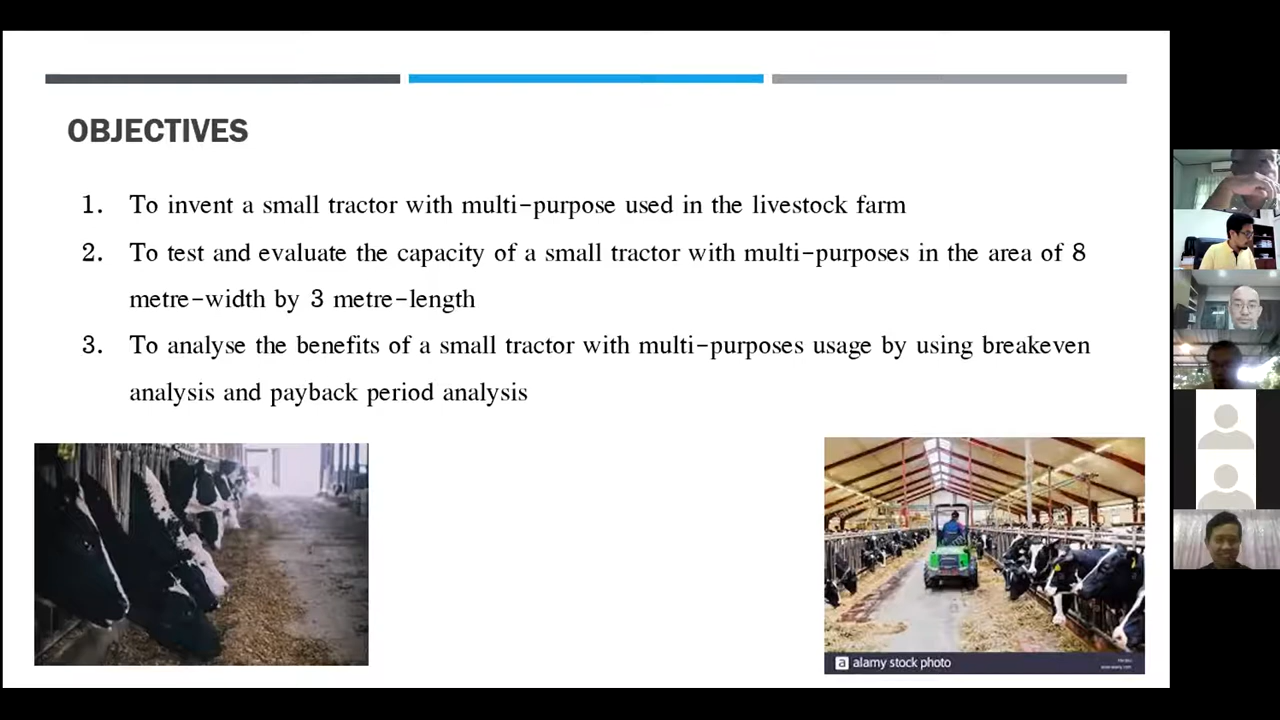 OBJECTIVES
1. To invent a small tractor with multi-purpose used in the livestock farm
2. To test and evaluate the capacity of a small tractor with multi-purposes in the area of 8
metre-width by 3 metre-length
3. To analyse the benefits of a small tractor with multi-purposes usage by using breakeven
analysis and payback period analysis
a alamy stock photo
www.alamy.com